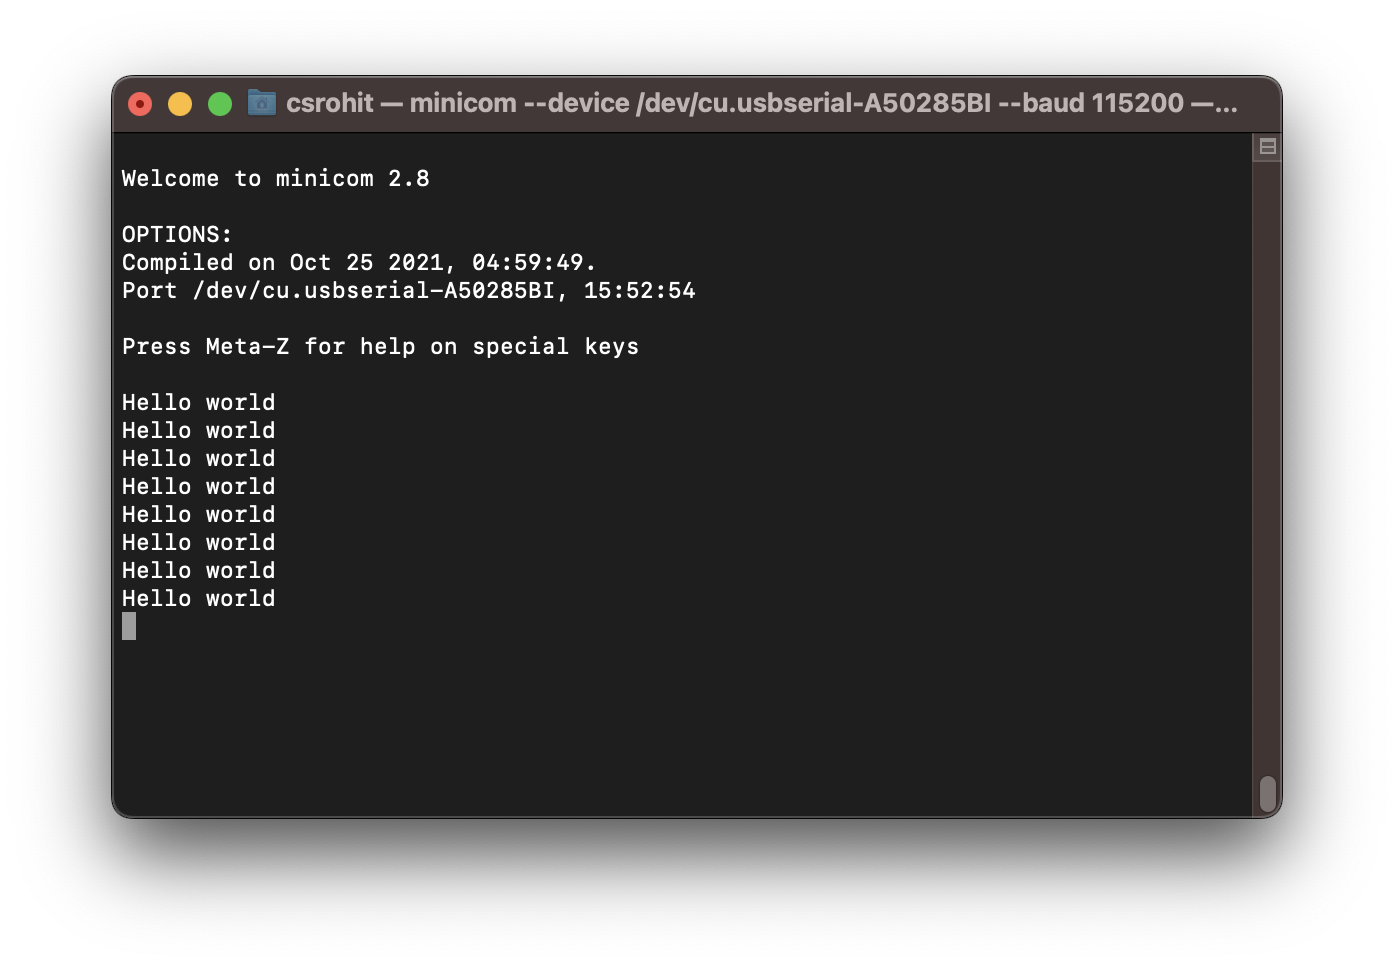 csrohit — minicom --device /dev/cu.usbserial-A50285BI --baud 115200 —...
Welcome to minicom 2.8
OPTIONS:
Compiled on Oct 25 2021, 04:59:49.
Port /dev/cu.usbserial-A50285BI, 15:52:54
Press Meta-Z for help on special keys
Hello world
Hello world
Hello world
Hello world
Hello world
Hello world
Hello world
Hello world